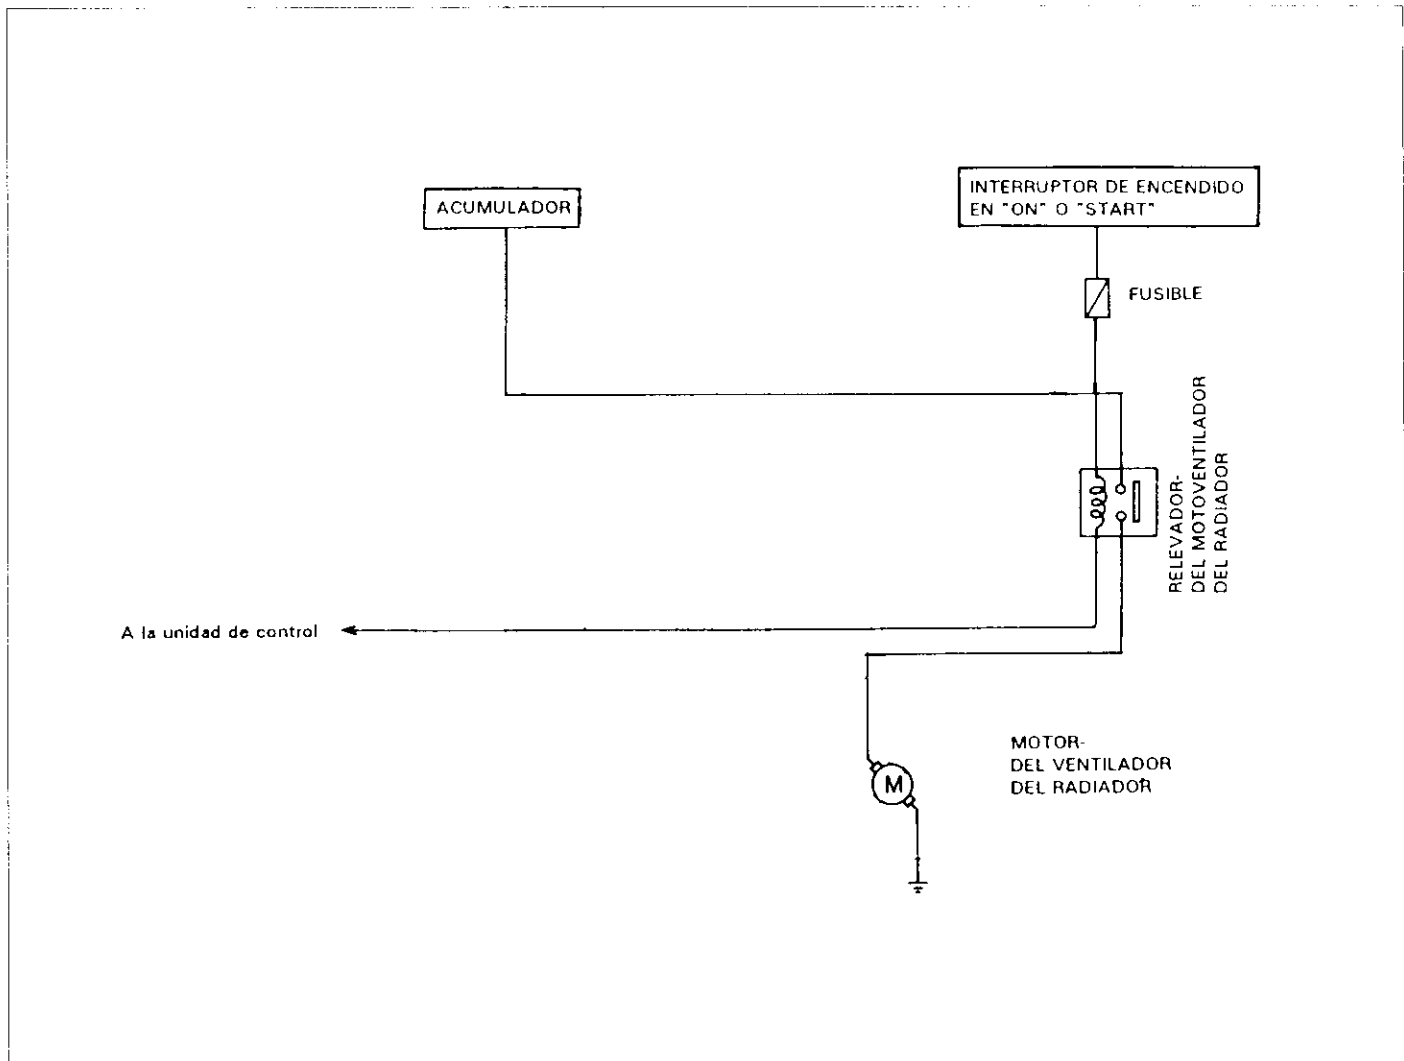 ACUMULADOR
INTERRUPTOR DE ENCENDIDO
EN "ON" O "START"
FUSIBLE
RELEVADOR-
DEL MOTOVENTILADOR
DEL RADIADOR
A la unidad de control
MOTOR-
DEL VENTILADOR
DEL RADIADOR
M